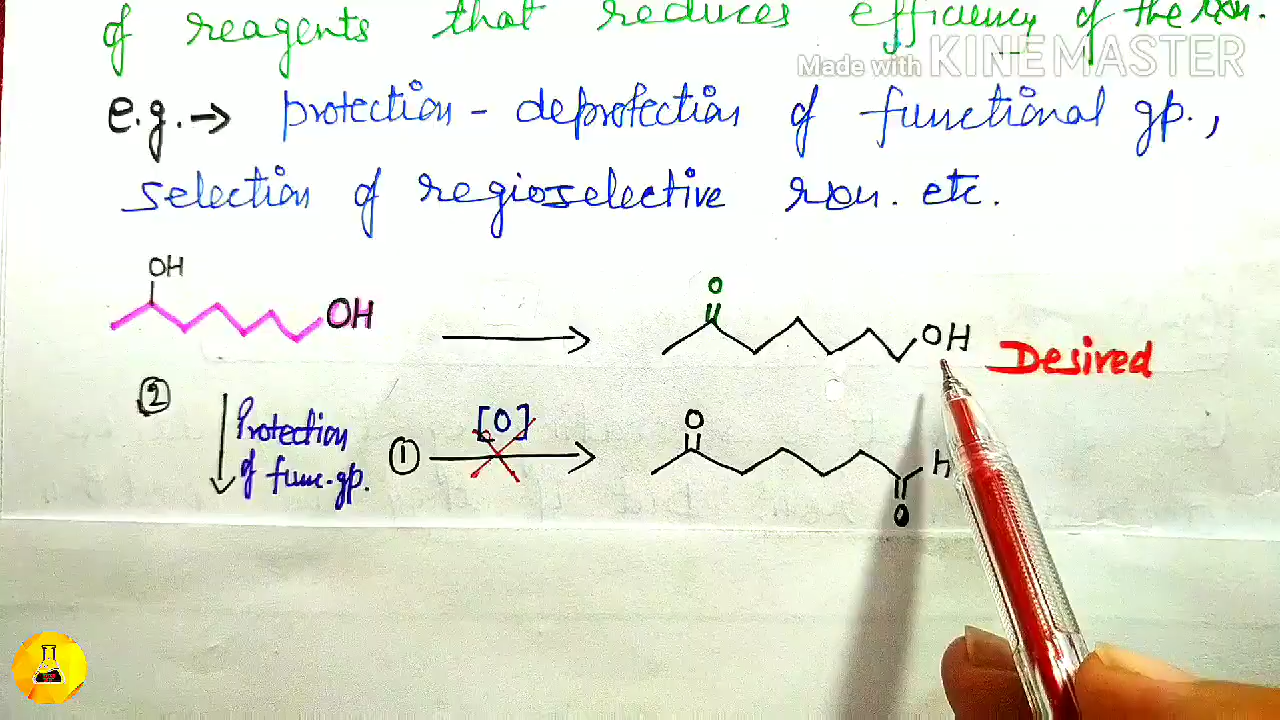 of reagents that reduces efficiency of the rxn.
Made with KINEMASTER
e.g. → protection - deprotection of functional gp.,
selection of regioselective rxn. etc.
OH
OH
O
OH
Desired
②
Protection
of func. gp.
①
[O]
O
H
O